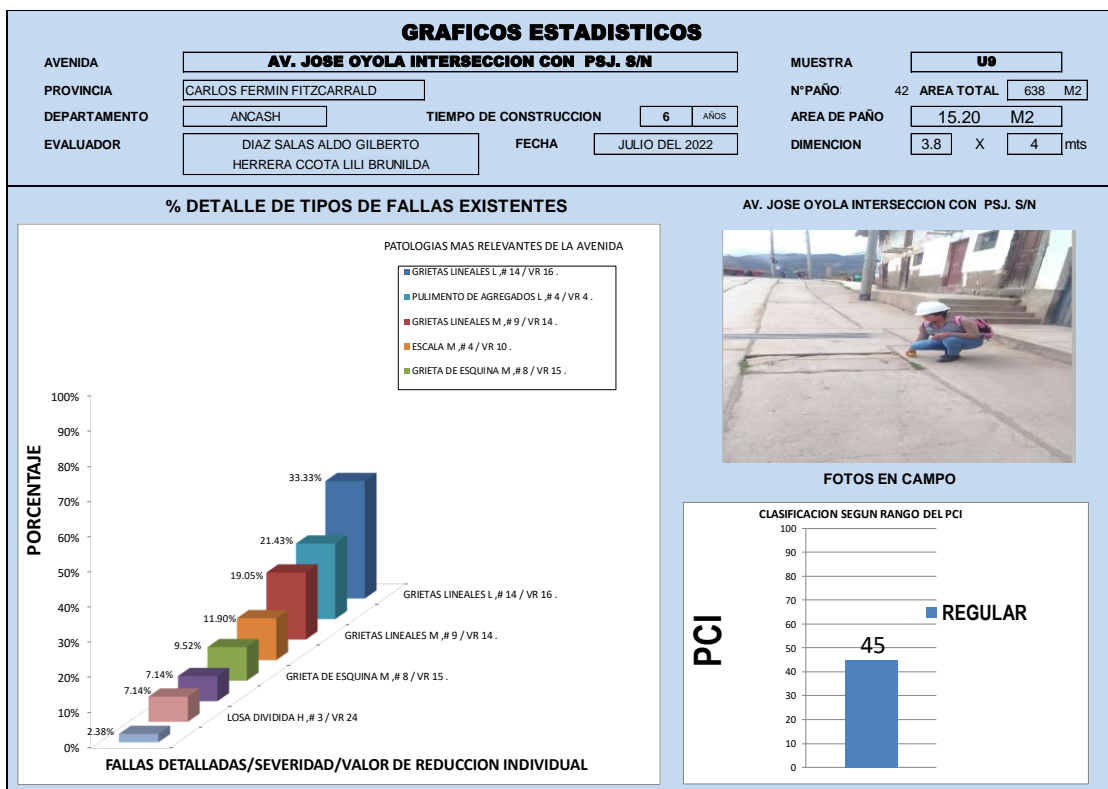 GRAFICOS ESTADISTICOS
AVENIDA AV. JOSE OYOLA INTERSECCION CON PSJ. S/N MUESTRA U9
PROVINCIA CARLOS FERMIN FITZCARRALD N°PAÑO: 42 AREA TOTAL 638 M2
DEPARTAMENTO ANCASH TIEMPO DE CONSTRUCCION 6 AÑOS AREA DE PAÑO 15.20 M2
EVALUADOR DIAZ SALAS ALDO GILBERTO FECHA JULIO DEL 2022 DIMENCION 3.8 X 4 mts
HERRERA CCOTA LILI BRUNILDA
% DETALLE DE TIPOS DE FALLAS EXISTENTES
PATOLOGIAS MAS RELEVANTES DE LA AVENIDA
GRIETAS LINEALES L ,# 14 / VR 16 .
PULIMENTO DE AGREGADOS L ,# 4 / VR 4 .
GRIETAS LINEALES M ,# 9 / VR 14 .
ESCALA M ,# 4 / VR 10 .
GRIETA DE ESQUINA M ,# 8 / VR 15 .
PORCENTAJE
100%
90%
80%
70%
60%
50%
40%
30%
20%
10%
0%
33.33%
21.43%
19.05%
11.90%
9.52%
7.14%
7.14%
2.38%
GRIETAS LINEALES L ,# 14 / VR 16 .
GRIETAS LINEALES M ,# 9 / VR 14 .
GRIETA DE ESQUINA M ,# 8 / VR 15 .
LOSA DIVIDIDA H ,# 3 / VR 24
FALLAS DETALLADAS/SEVERIDAD/VALOR DE REDUCCION INDIVIDUAL
AV. JOSE OYOLA INTERSECCION CON PSJ. S/N
FOTOS EN CAMPO
CLASIFICACION SEGUN RANGO DEL PCI
PCI
100
90
80
70
60
50
40
30
20
10
0
45
REGULAR